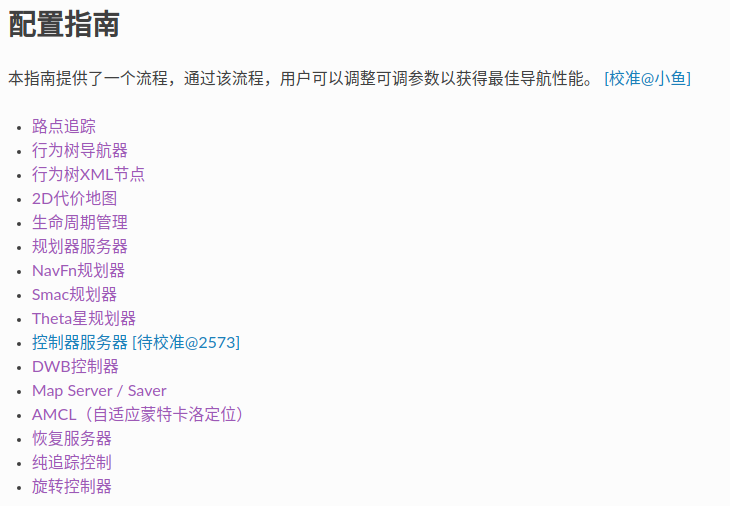 配置指南
本指南提供了一个流程，通过该流程，用户可以调整可调参数以获得最佳导航性能。 [校准@小鱼]
路点追踪
行为树导航器
行为树XML节点
2D代价地图
生命周期管理
规划器服务器
NavFn规划器
Smac规划器
Theta星规划器
控制器服务器 [待校准@2573]
DWB控制器
Map Server / Saver
AMCL（自适应蒙特卡洛定位）
恢复服务器
纯追踪控制
旋转控制器